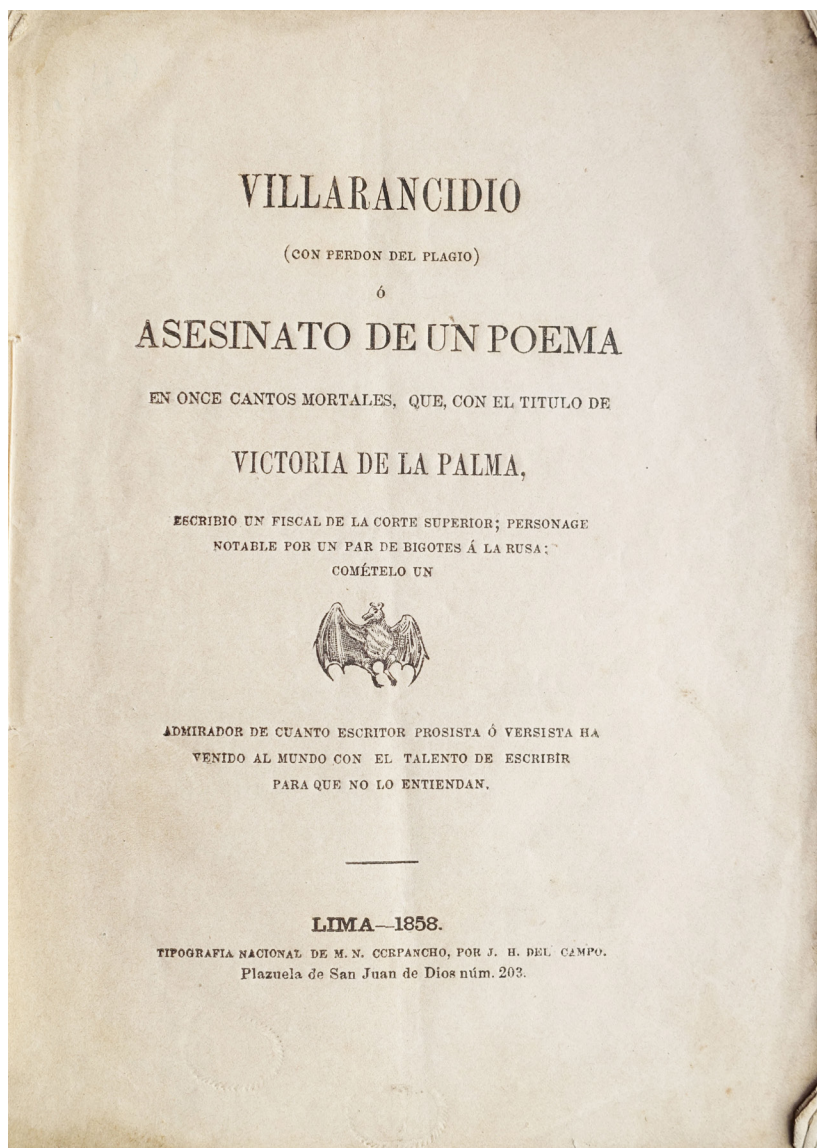 VILLARANCIDIO
(CON PERDON DEL PLAGIO)
Ó
ASESINATO DE UN POEMA
EN ONCE CANTOS MORTALES, QUE, CON EL TITULO DE
VICTORIA DE LA PALMA,
ESCRIBIO UN FISCAL DE LA CORTE SUPERIOR; PERSONAGE
NOTABLE POR UN PAR DE BIGOTES Á LA RUSA:
COMÉTELO UN
ADMIRADOR DE CUANTO ESCRITOR PROSISTA Ó VERSISTA HA
VENIDO AL MUNDO CON EL TALENTO DE ESCRIBIR
PARA QUE NO LO ENTIENDAN.
LIMA—1858.
TIPOGRAFIA NACIONAL DE M. N. CORPANCHO, POR J. H. DEL CAMPO.
Plazuela de San Juan de Dios núm. 203.